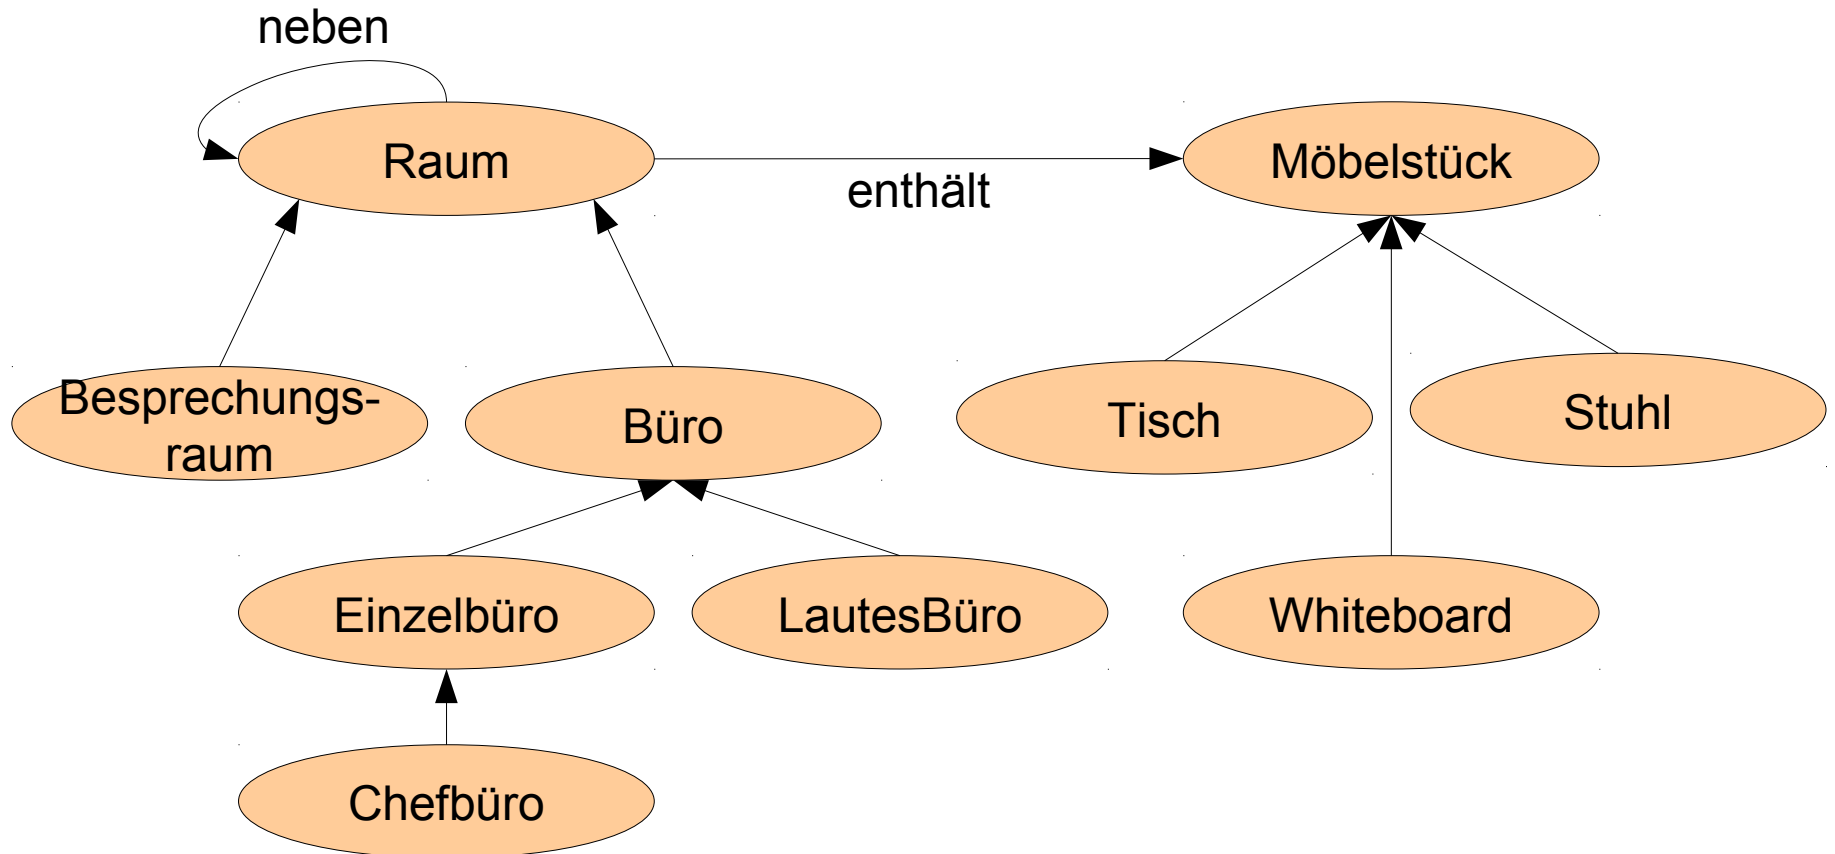 neben
Raum
enthält
Möbelstück
Besprechungs-
raum
Büro
Tisch
Stuhl
Einzelbüro
LautesBüro
Whiteboard
Chefbüro